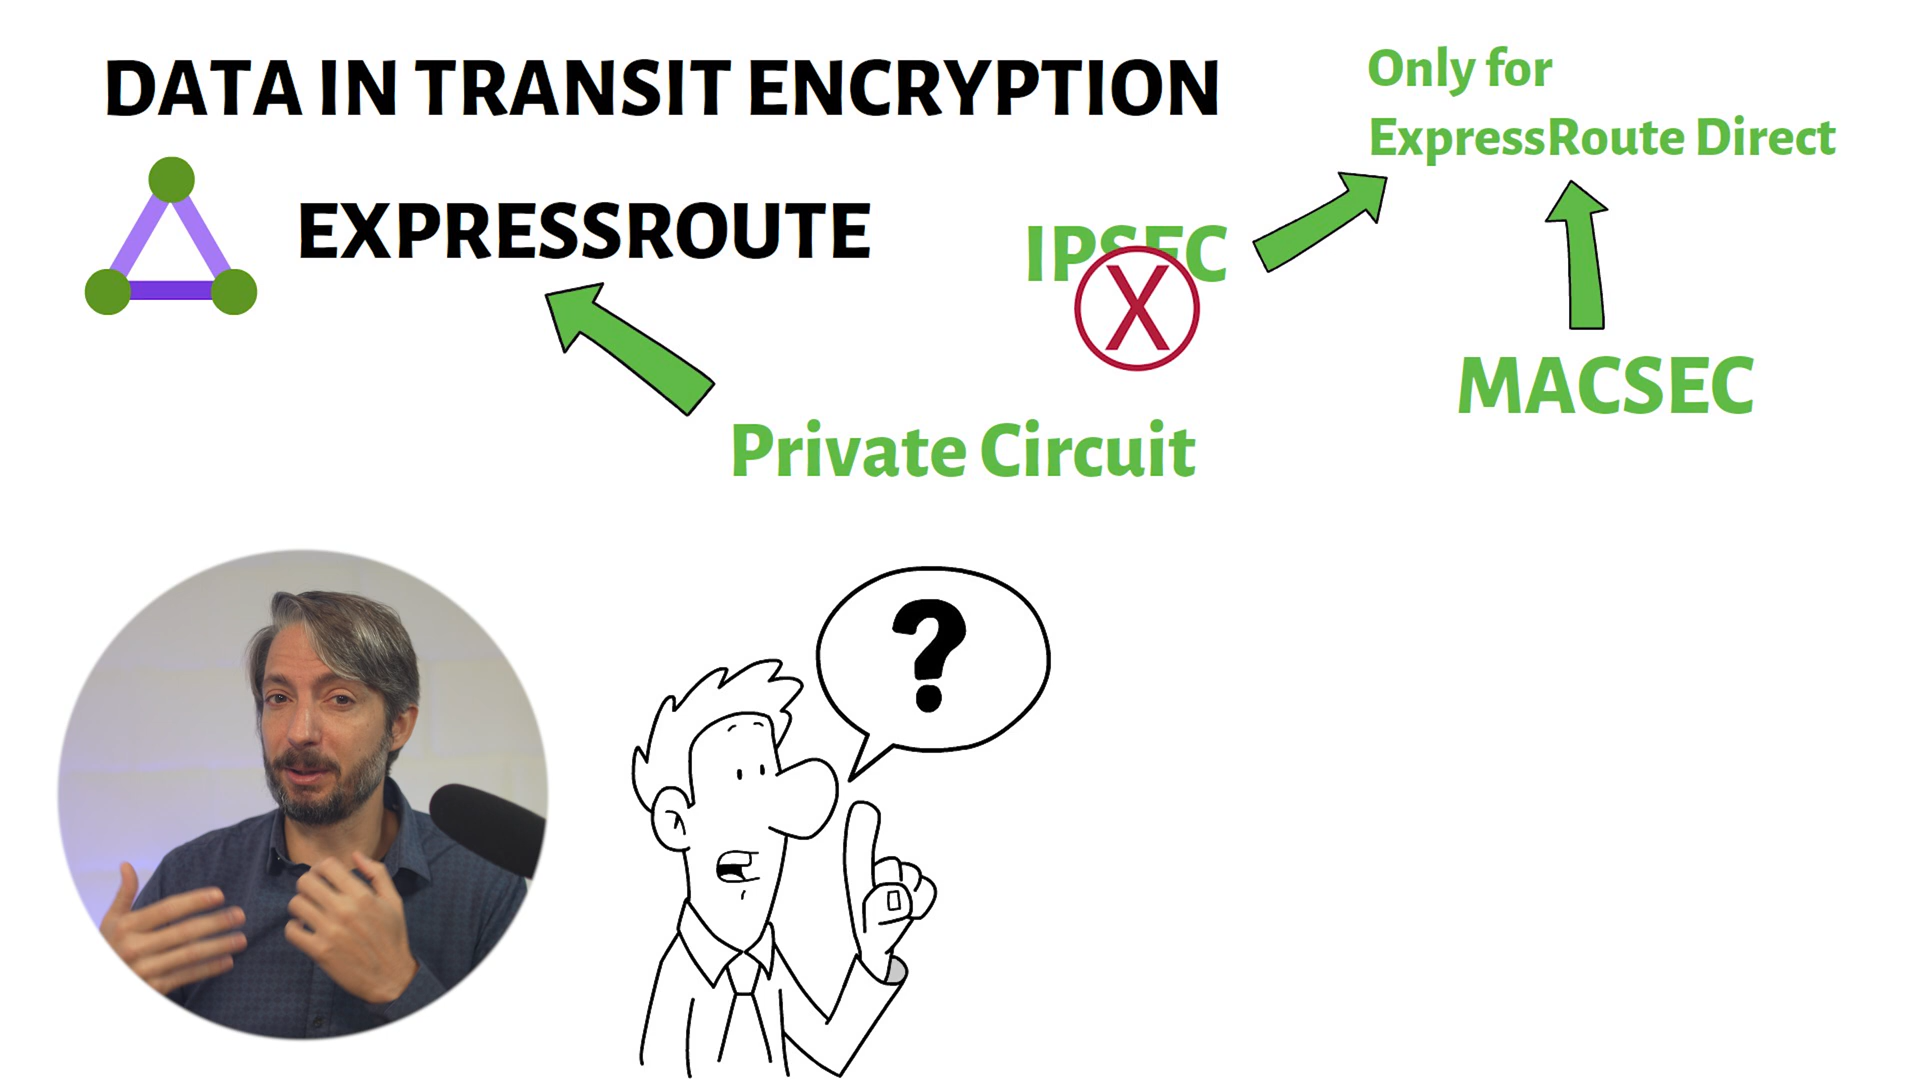 DATA IN TRANSIT ENCRYPTION
Only for
ExpressRoute Direct
EXPRESSROUTE
IPSEC
X
MACSEC
Private Circuit
?